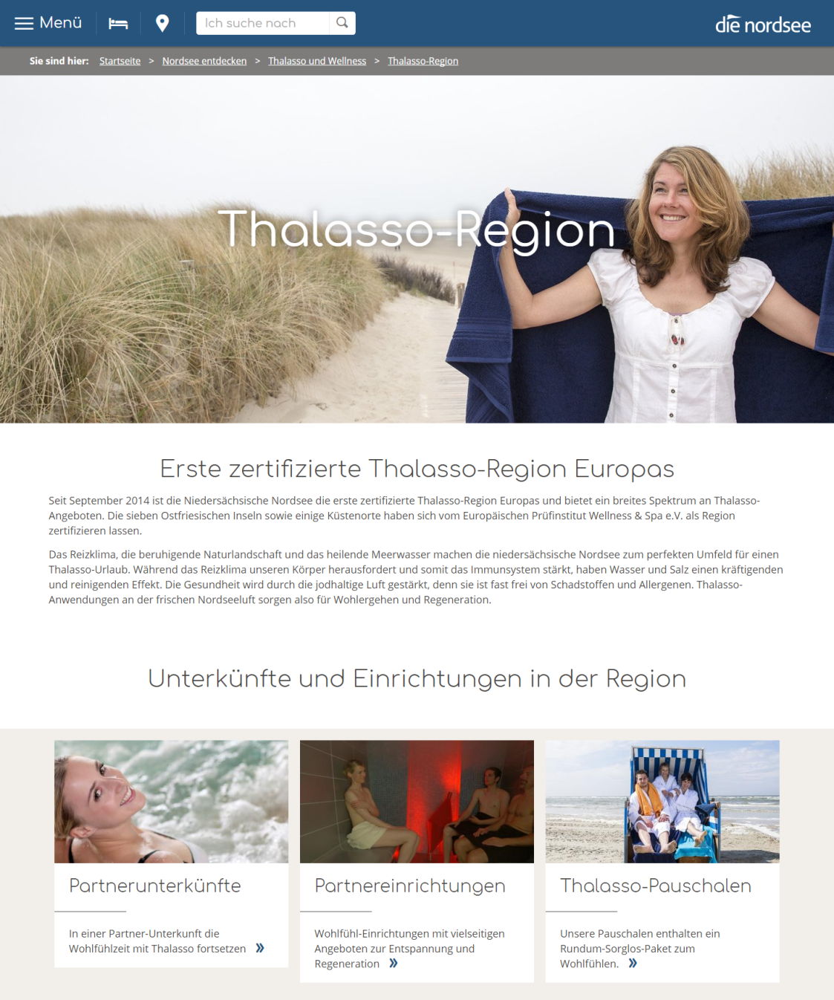 Menü
Ich suche nach
die nordsee
Sie sind hier: Startseite > Nordsee entdecken > Thalasso und Wellness > Thalasso-Region
Thalasso-Region
Erste zertifizierte Thalasso-Region Europas
Seit September 2014 ist die Niedersächsische Nordsee die erste zertifizierte Thalasso-Region Europas und bietet ein breites Spektrum an Thalasso-
Angeboten. Die sieben Ostfriesischen Inseln sowie einige Küstenorte haben sich vom Europäischen Prüfinstitut Wellness & Spa e.V. als Region
zertifizieren lassen.
Das Reizklima, die beruhigende Naturlandschaft und das heilende Meerwasser machen die niedersächsische Nordsee zum perfekten Umfeld für einen
Thalasso-Urlaub. Während das Reizklima unseren Körper herausfordert und somit das Immunsystem stärkt, haben Wasser und Salz einen kräftigenden
und reinigenden Effekt. Die Gesundheit wird durch die jodhaltige Luft gestärkt, denn sie ist fast frei von Schadstoffen und Allergenen. Thalasso-
Anwendungen an der frischen Nordseeluft sorgen also für Wohlergehen und Regeneration.
Unterkünfte und Einrichtungen in der Region
Partnerunterkünfte
In einer Partner-Unterkunft die
Wohlfühlzeit mit Thalasso fortsetzen »
Partnereinrichtungen
Wohlfühl-Einrichtungen mit vielseitigen
Angeboten zur Entspannung und
Regeneration »
Thalasso-Pauschalen
Unsere Pauschalen enthalten ein
Rundum-Sorglos-Paket zum
Wohlfühlen. »